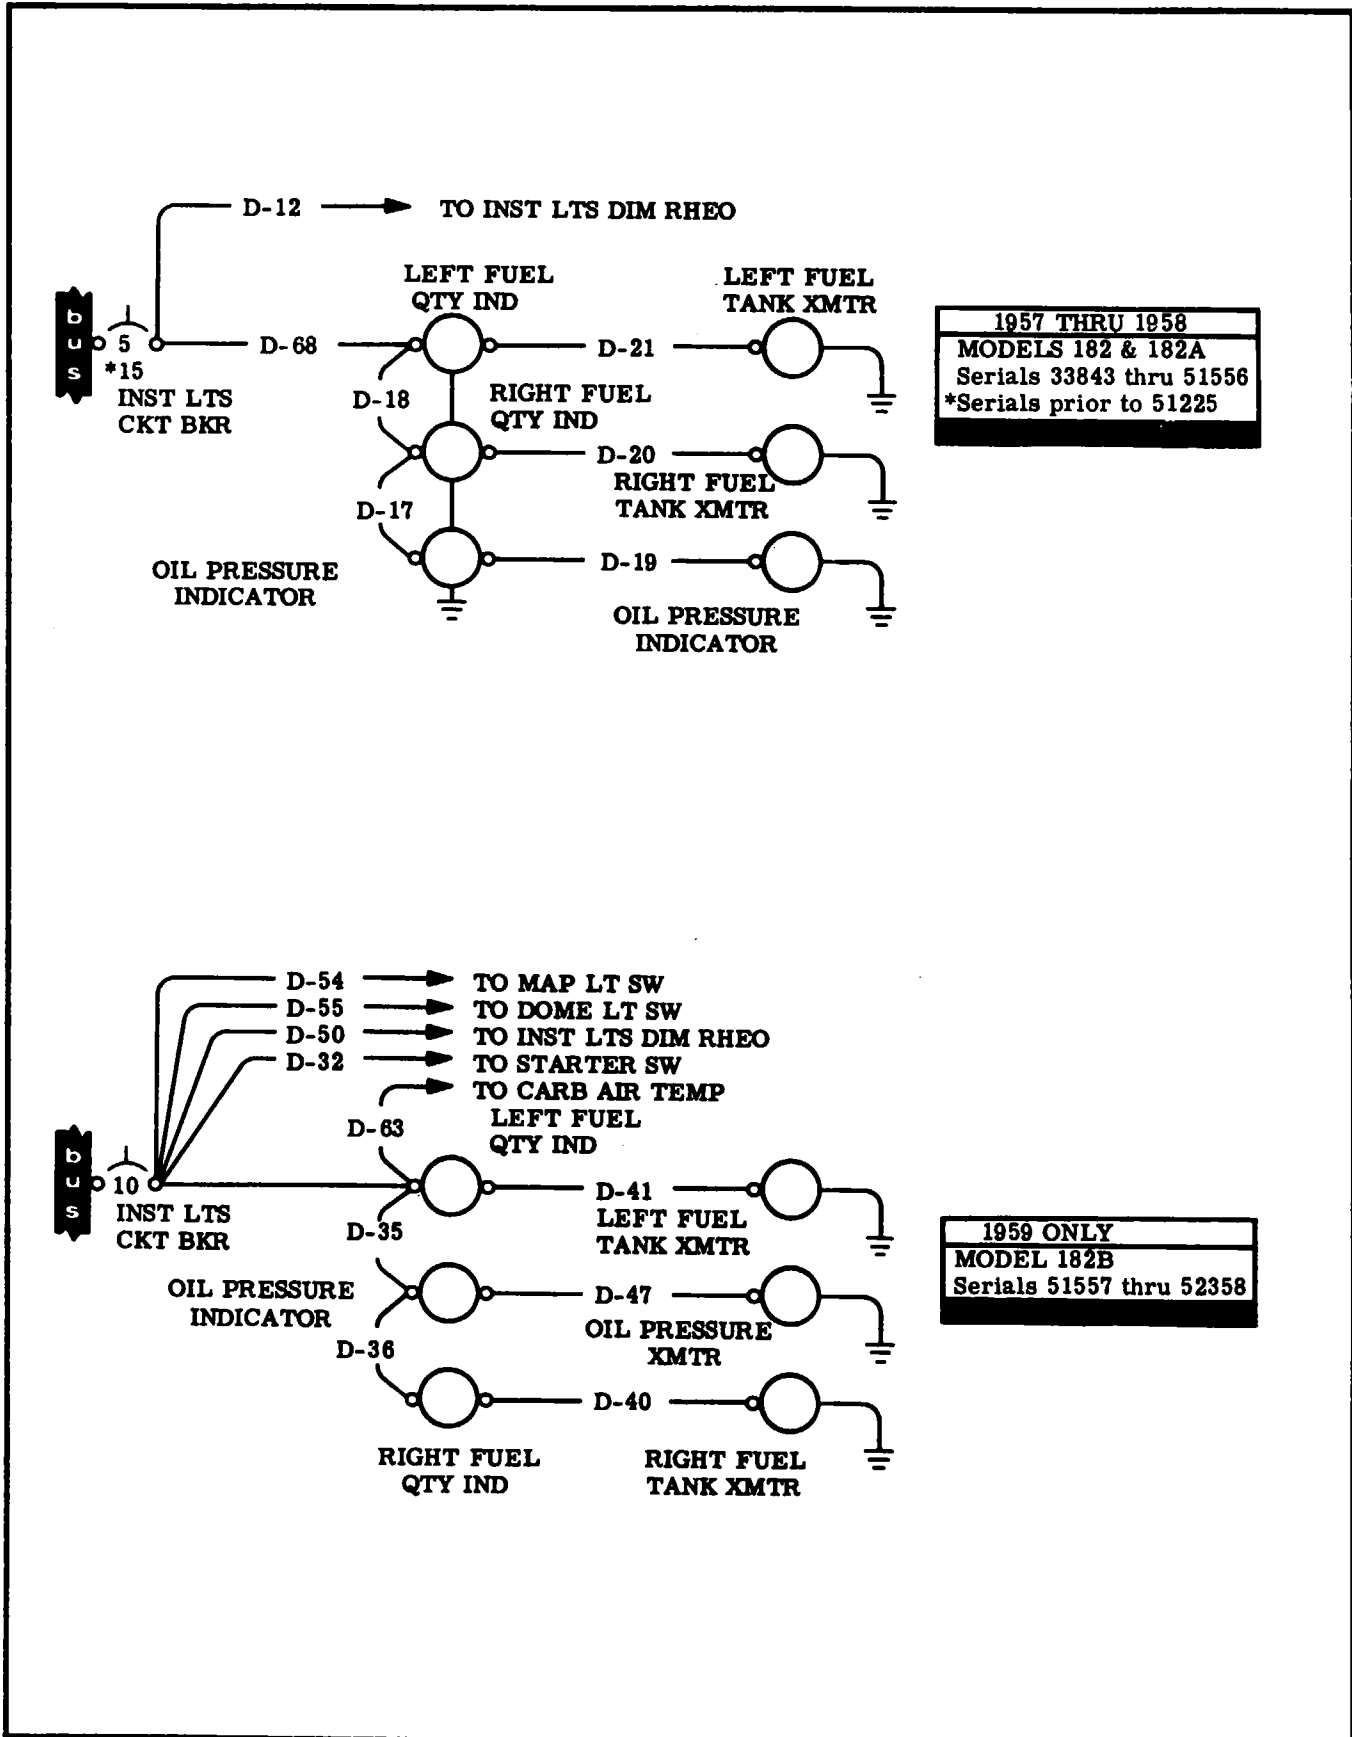 D-12
TO INST LTS DIM RHEO
LEFT FUEL
QTY IND
LEFT FUEL
TANK XMTR
bus
5
*15
INST LTS
CKT BKR
D-68
D-21
D-18
RIGHT FUEL
QTY IND
D-20
RIGHT FUEL
TANK XMTR
D-17
OIL PRESSURE
INDICATOR
D-19
OIL PRESSURE
INDICATOR
1957 THRU 1958
MODELS 182 & 182A
Serials 33843 thru 51556
*Serials prior to 51225
D-54
TO MAP LT SW
D-55
TO DOME LT SW
D-50
TO INST LTS DIM RHEO
D-32
TO STARTER SW
TO CARB AIR TEMP
D-63
LEFT FUEL
QTY IND
bus
10
INST LTS
CKT BKR
D-41
LEFT FUEL
TANK XMTR
D-35
OIL PRESSURE
INDICATOR
D-47
OIL PRESSURE
XMTR
D-36
D-40
RIGHT FUEL
QTY IND
RIGHT FUEL
TANK XMTR
1959 ONLY
MODEL 182B
Serials 51557 thru 52358